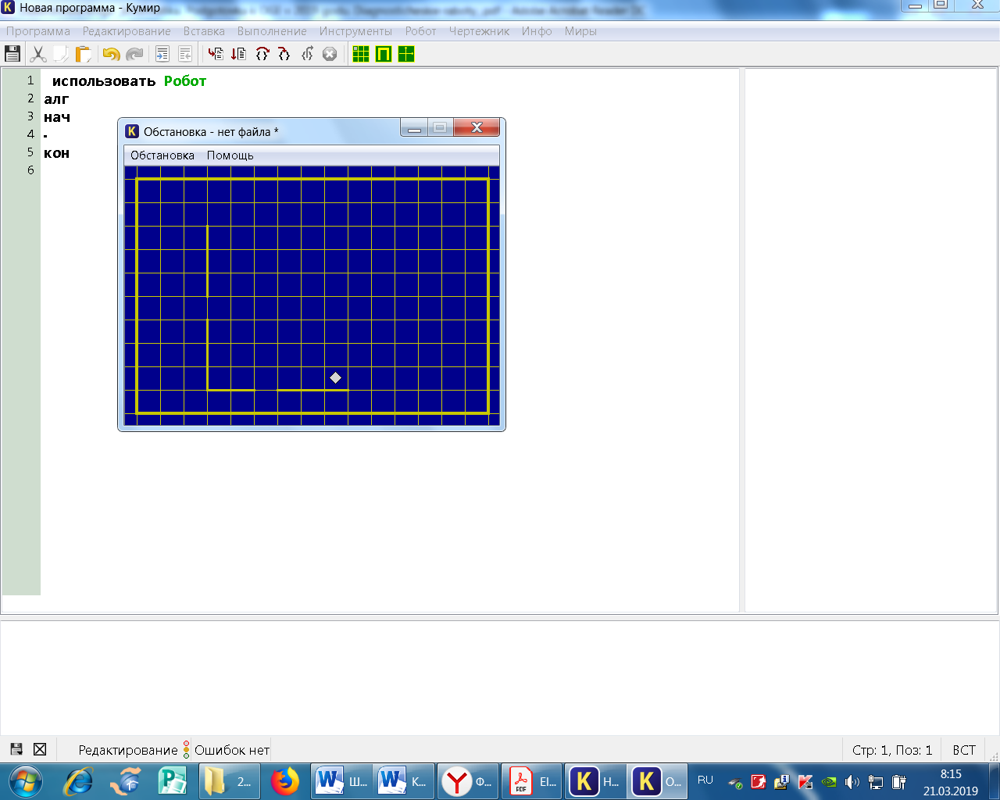 Новая программа - Кумир
Программа Редактирование Вставка Выполнение Инструменты Робот Чертежник Инфо Миры
1 использовать Робот
2 алг
3 нач
4 -
5 кон
6
Обстановка - нет файла *
Обстановка Помощь
Редактирование Ошибок нет Стр: 1, Поз: 1 ВСТ
2... Ш... К... Ф... El... Н... О... RU 8:15
21.03.2019